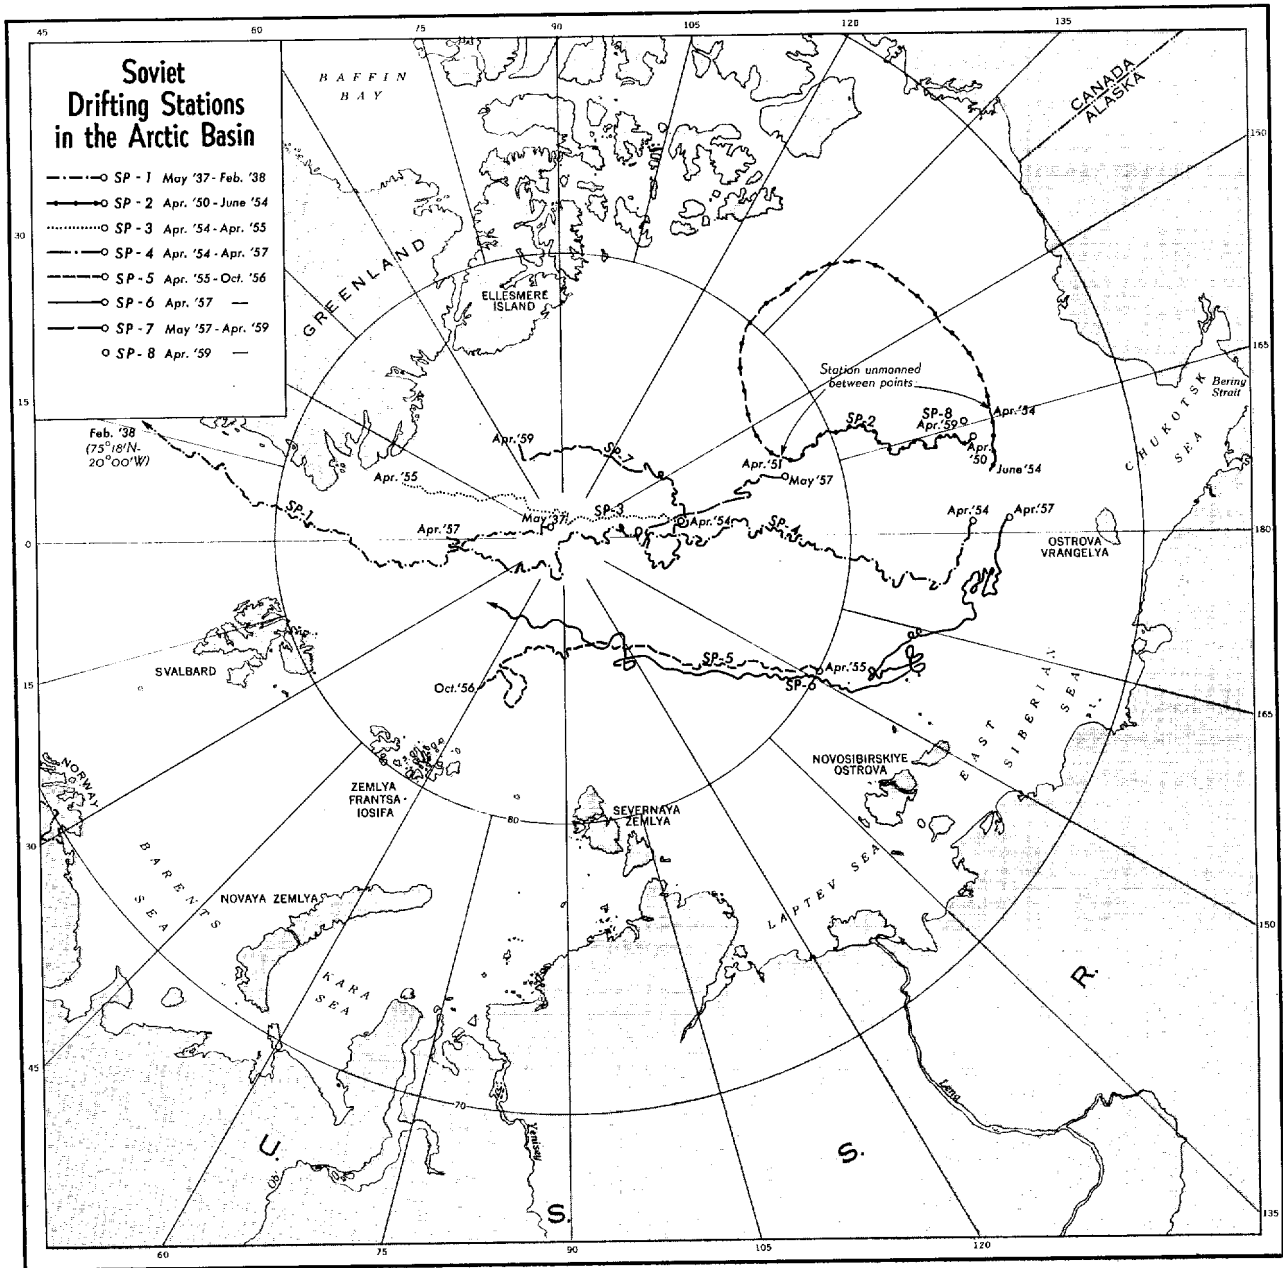 45
60
75
90
105
120
135
Soviet
Drifting Stations
in the Arctic Basin
SP - 1 May '37 - Feb. '38
SP - 2 Apr. '50 - June '54
SP - 3 Apr. '54 - Apr. '55
SP - 4 Apr. '54 - Apr. '57
SP - 5 Apr. '55 - Oct. '56
SP - 6 Apr. '57 —
SP - 7 May '57 - Apr. '59
SP - 8 Apr. '59 —
BAFFIN
BAY
CANADA
ALASKA
150
30
GREENLAND
ELLESMERE
ISLAND
165
Station unmanned
between points
Bering
Strait
15
CHUKOTSK
SEA
Feb. '38
(75°18'N-
20°00'W)
Apr. '59
SP-7
SP-2
SP-8
Apr. '59
Apr. '54
Apr.
'50
June '54
Apr. '51
May '57
Apr. '55
SP-1
May '37
SP-3
Apr. '54
SP-4
Apr. '54
Apr. '57
Apr. '57
0
180
OSTROVA
VRANGELYA
SVALBARD
15
Oct. '56
SP-5
Apr. '55
SP-
EAST
SIBERIAN
SEA
165
NORWAY
ZEMLYA
FRANTSA-
IOSIFA
80
SEVERNAYA
ZEMLYA
NOVOSIBIRSKIYE
OSTROVA
30
BARENTS
SEA
NOVAYA ZEMLYA
LAPTEV SEA
150
KARA
SEA
R.
45
70
Lena
U.
Ob
Yenisey
S.
S.
135
60
75
90
105
120